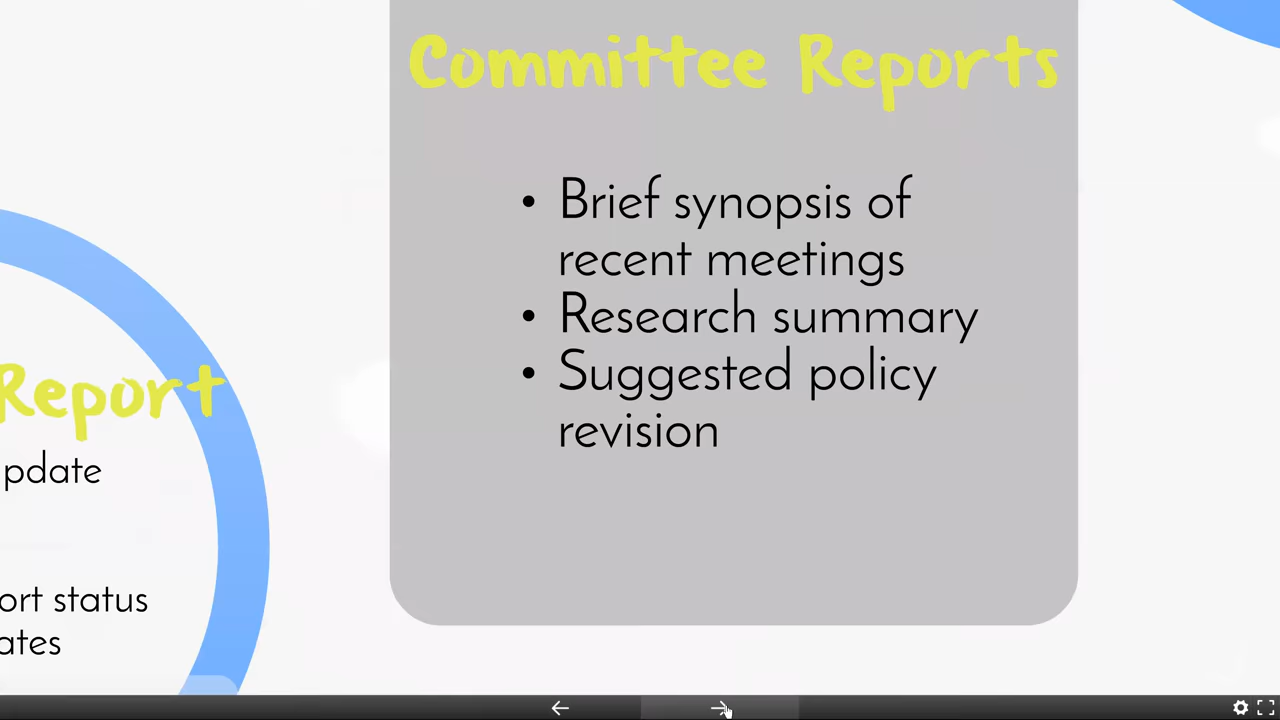 Committee Reports
• Brief synopsis of
recent meetings
• Research summary
• Suggested policy
revision
Report
pdate
ort status
ates